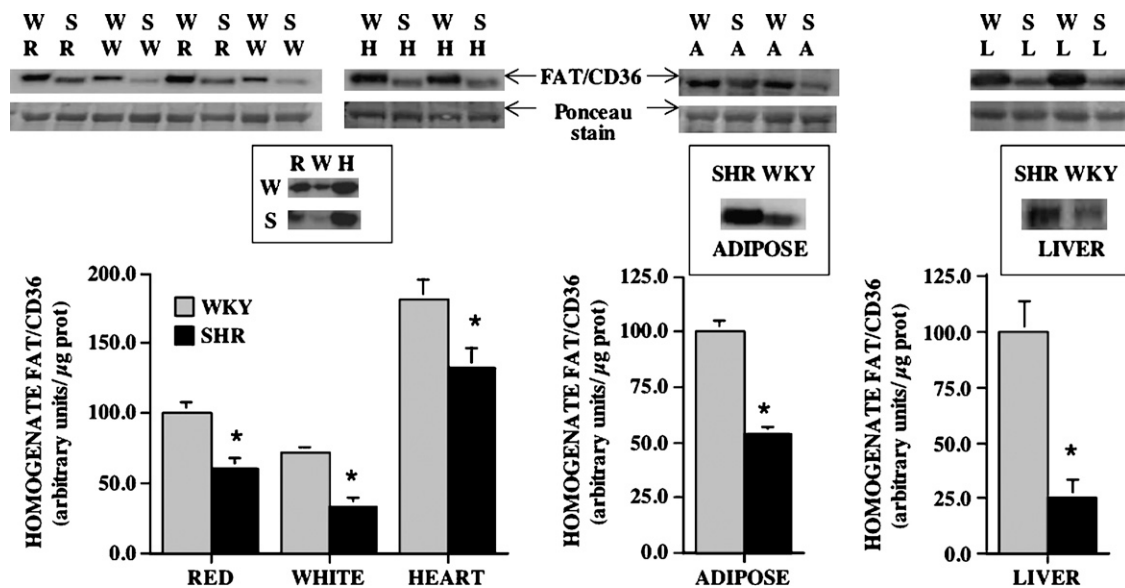 W S W S W S W S
R R W W R R W W
W S W S
H H H H
W S W S
A A A A
W S W S
L L L L
FAT/CD36
Ponceau
stain
R W H
W
S
SHR WKY
ADIPOSE
SHR WKY
LIVER
HOMOGENATE FAT/CD36
(arbitrary units/ µg prot)
200.0
150.0
100.0
50.0
0.0
WKY
SHR
*
*
*
RED WHITE HEART
HOMOGENATE FAT/CD36
(arbitrary units/ µg prot)
125.0
100.0
75.0
50.0
25.0
0.0
*
ADIPOSE
HOMOGENATE FAT/CD36
(arbitrary units/ µg prot)
125.0
100.0
75.0
50.0
25.0
0.0
*
LIVER